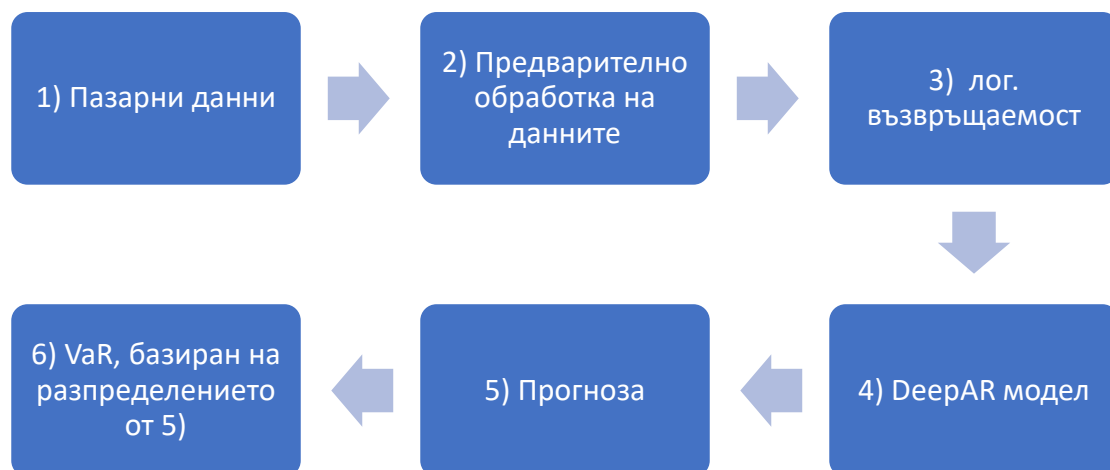 1) Пазарни данни
2) Предварително
обработка на
данните
3) лог.
възвръщаемост
4) DeepAR модел
5) Прогноза
6) VaR, базиран на
разпределението
от 5)